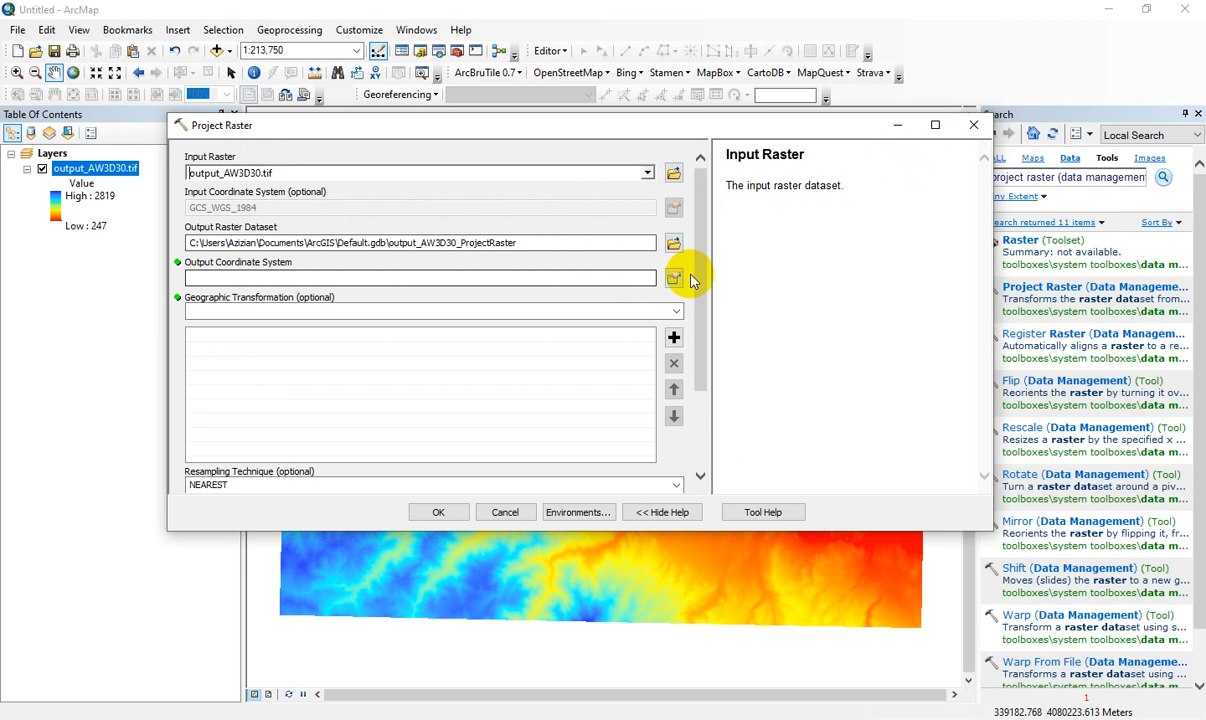 Untitled - ArcMap
File Edit View Bookmarks Insert Selection Geoprocessing Customize Windows Help
1:213,750 Editor
ArcBruTile 0.7 OpenStreetMap Bing Stamen MapBox CartoDB MapQuest Strava
Georeferencing
Table Of Contents
Layers
output_AW3D30.tif
Value
High : 2819
Low : 247
Project Raster
Input Raster
output_AW3D30.tif
Input Coordinate System (optional)
GCS_WGS_1984
Output Raster Dataset
C:\Users\Azizian\Documents\ArcGIS\Default.gdb\output_AW3D30_ProjectRaster
Output Coordinate System
Geographic Transformation (optional)
Resampling Technique (optional)
NEAREST
OK Cancel Environments... << Hide Help Tool Help
Input Raster
The input raster dataset.
arch
Local Search
ALL Maps Data Tools Images
project raster (data management
ny Extent
earch returned 11 items Sort By
Raster (Toolset)
Summary: not available.
toolboxes\system toolboxes\data m...
Project Raster (Data Manageme...
Transforms the raster dataset from...
toolboxes\system toolboxes\data m...
Register Raster (Data Managem...
Automatically aligns a raster to a re...
toolboxes\system toolboxes\data m...
Flip (Data Management) (Tool)
Reorients the raster by turning it ov...
toolboxes\system toolboxes\data m...
Rescale (Data Management) (Tool)
Resizes a raster by the specified x ...
toolboxes\system toolboxes\data m...
Rotate (Data Management) (Tool)
Turn a raster dataset around a piv...
toolboxes\system toolboxes\data m...
Mirror (Data Management) (Tool)
Reorients the raster by flipping it, fr...
toolboxes\system toolboxes\data m...
Shift (Data Management) (Tool)
Moves (slides) the raster to a new g...
toolboxes\system toolboxes\data m...
Warp (Data Management) (Tool)
Transform a raster dataset using s...
toolboxes\system toolboxes\data m...
Warp From File (Data Manageme...
Transforms a raster dataset using ...
toolboxes\system toolboxes\data m...
1
339182.768 4080223.613 Meters